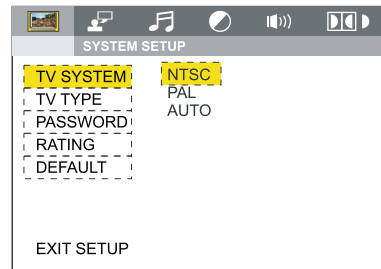 SYSTEM SETUP
TV SYSTEM
TV TYPE
PASSWORD
RATING
DEFAULT
NTSC
PAL
AUTO
EXIT SETUP